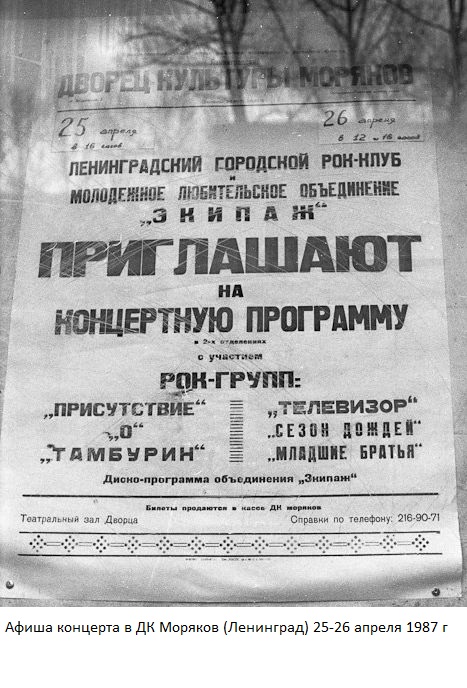 ДВОРЕЦ КУЛЬТУРЫ МОРЯКОВ
25 апреля
в 16 часов
26 апреля
в 12 и 16 часов
ЛЕНИНГРАДСКИЙ ГОРОДСКОЙ РОК-КЛУБ
и
МОЛОДЕЖНОЕ ЛЮБИТЕЛЬСКОЕ ОБЪЕДИНЕНИЕ
„ЭКИПАЖ“
ПРИГЛАШАЮТ
НА
КОНЦЕРТНУЮ ПРОГРАММУ
в 2-х отделениях
с участием
РОК-ГРУПП:
„ПРИСУТСТВИЕ“
„О“
„ТАМБУРИН“
„ТЕЛЕВИЗОР“
„СЕЗОН ДОЖДЕЙ“
„МЛАДШИЕ БРАТЬЯ“
Диско-программа объединения „Экипаж“
Билеты продаются в кассе ДК моряков
Театральный зал Дворца
Справки по телефону: 216-90-71
Афиша концерта в ДК Моряков (Ленинград) 25-26 апреля 1987 г